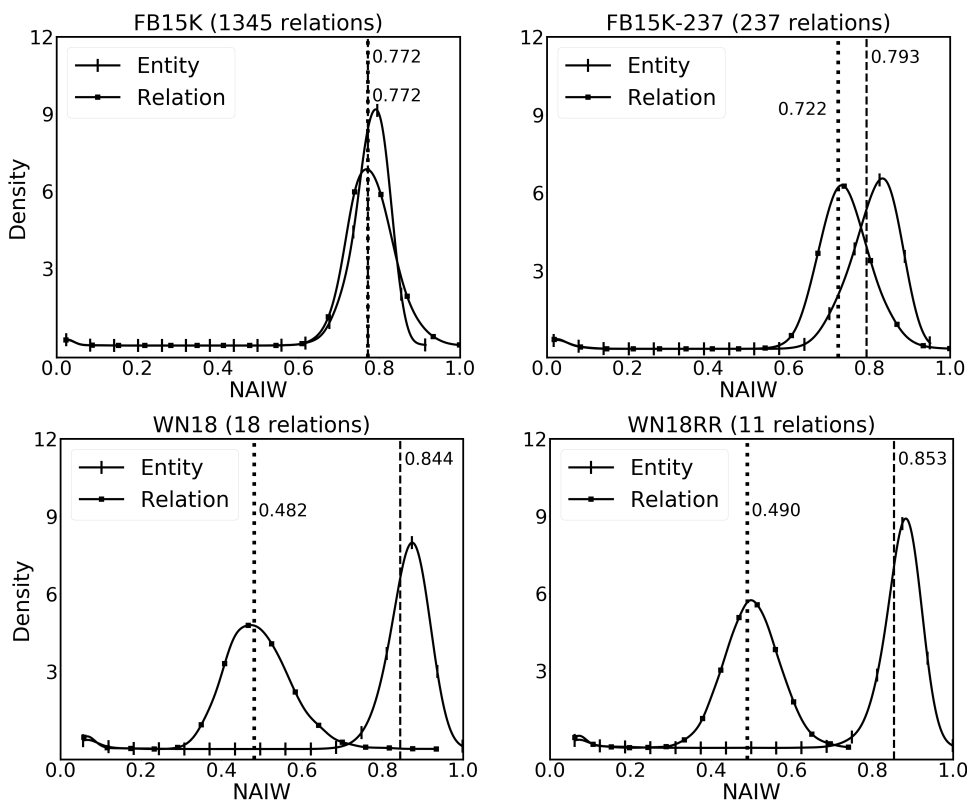 FB15K (1345 relations)
12
9
6
3
Density
Entity
Relation
0.772
0.772
0.0 0.2 0.4 0.6 0.8 1.0
NAIW
FB15K-237 (237 relations)
12
9
6
3
Entity
Relation
0.793
0.722
0.0 0.2 0.4 0.6 0.8 1.0
NAIW
WN18 (18 relations)
12
9
6
3
Density
Entity
Relation
0.844
0.482
0.0 0.2 0.4 0.6 0.8 1.0
NAIW
WN18RR (11 relations)
12
9
6
3
Entity
Relation
0.853
0.490
0.0 0.2 0.4 0.6 0.8 1.0
NAIW